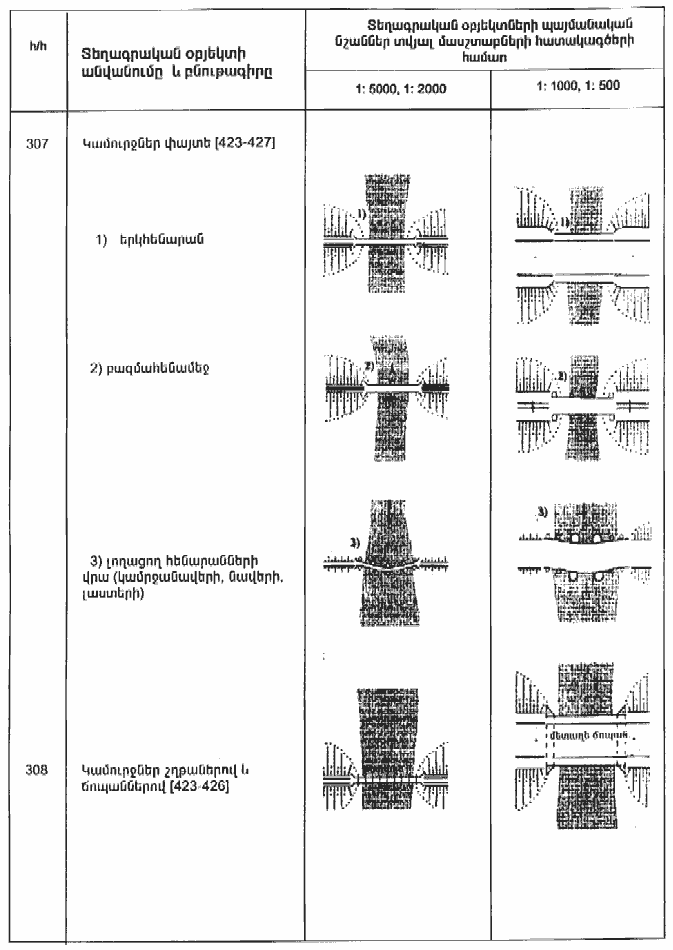 հ/հ
Տեղագրական օբյեկտի
անվանումը և բնութագիրը
Տեղագրական օբյեկտների պայմանական
նշաններ տվյալ մասշտաբների հատակագծերի
համար
1: 5000, 1: 2000
1: 1000, 1: 500
307
Կամուրջներ փայտե [423-427]
1) երկհենարան
1)
1)
2) բազմահենամեջ
2)
2)
3) լողացող հենարանների
վրա (կամրջանավերի, նավերի,
լաստերի)
3)
3)
308
Կամուրջներ շղթաներով և
ճոպաններով [423-426]
մետաղե ճոպան.